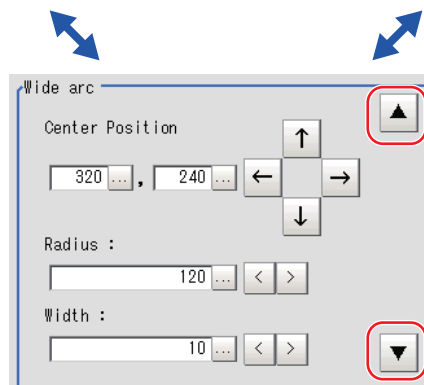 Wide arc
Center Position
320 ... , 240 ...
Radius :
120 ... < >
Width :
10 ... < >